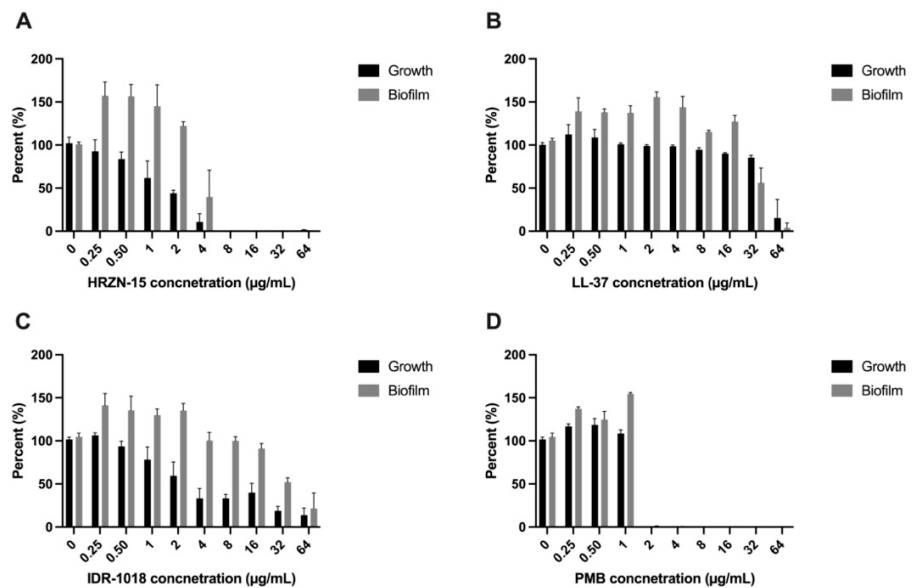 A
200
150
100
50
0
Percent (%)
Growth
Biofilm
0 0.25 0.50 1 2 4 8 16 32 64
HRZN-15 concnetration (µg/mL)
B
200
150
100
50
0
Percent (%)
Growth
Biofilm
0 0.25 0.50 1 2 4 8 16 32 64
LL-37 concnetration (µg/mL)
C
200
150
100
50
0
Percent (%)
Growth
Biofilm
0 0.25 0.50 1 2 4 8 16 32 64
IDR-1018 concnetration (µg/mL)
D
200
150
100
50
0
Percent (%)
Growth
Biofilm
0 0.25 0.50 1 2 4 8 16 32 64
PMB concnetration (µg/mL)